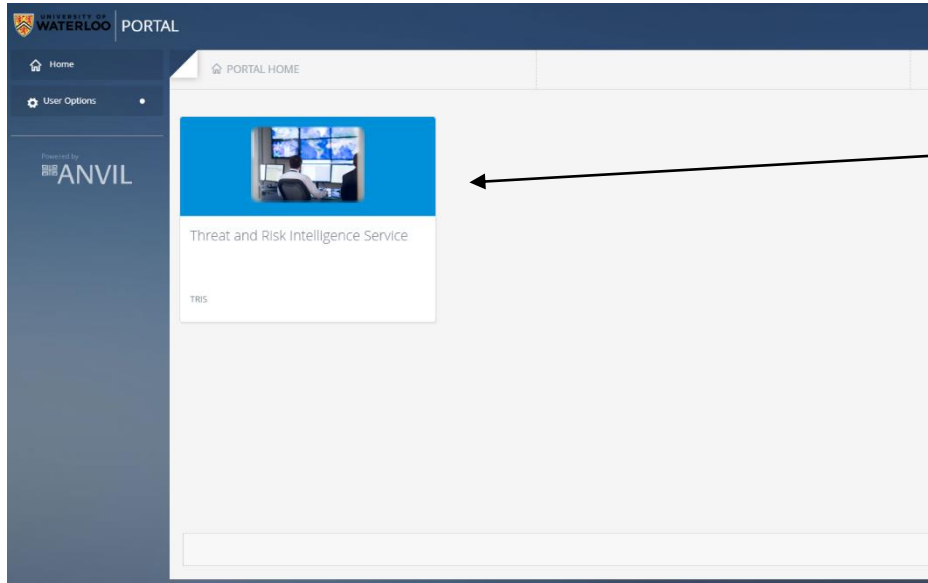 UNIVERSITY OF
WATERLOO
PORTAL
Home
User Options
Powered by
ANVIL
PORTAL HOME
Threat and Risk Intelligence Service
TRIS